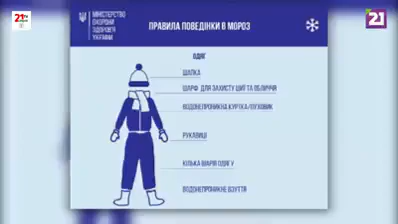 21
21
МІНІСТЕРСТВО
ОХОРОНИ
ЗДОРОВ'Я
УКРАЇНИ
ПРАВИЛА ПОВЕДІНКИ В МОРОЗ
ОДЯГ
ШАПКА
ШАРФ ДЛЯ ЗАХИСТУ ШИЇ ТА ОБЛИЧЧЯ
ВОДОНЕПРОНИКНА КУРТКА/ПУХОВИК
РУКАВИЦІ
КІЛЬКА ШАРІВ ОДЯГУ
ВОДОНЕПРОНИКНЕ ВЗУТТЯ